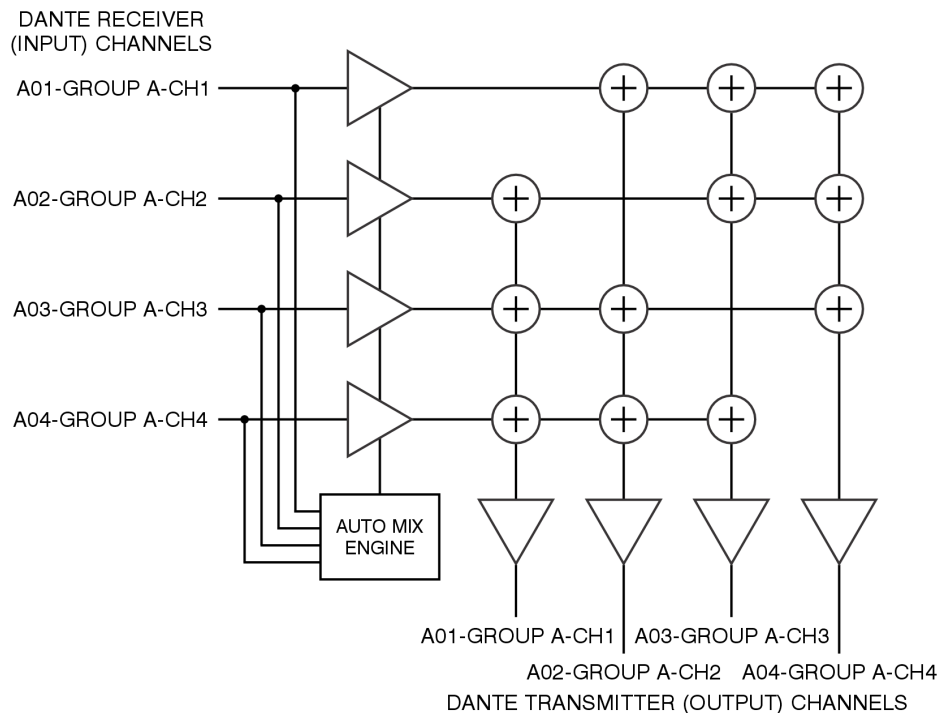 DANTE RECEIVER
(INPUT) CHANNELS
A01-GROUP A-CH1
A02-GROUP A-CH2
A03-GROUP A-CH3
A04-GROUP A-CH4
AUTO MIX
ENGINE
A01-GROUP A-CH1 A03-GROUP A-CH3
A02-GROUP A-CH2 A04-GROUP A-CH4
DANTE TRANSMITTER (OUTPUT) CHANNELS